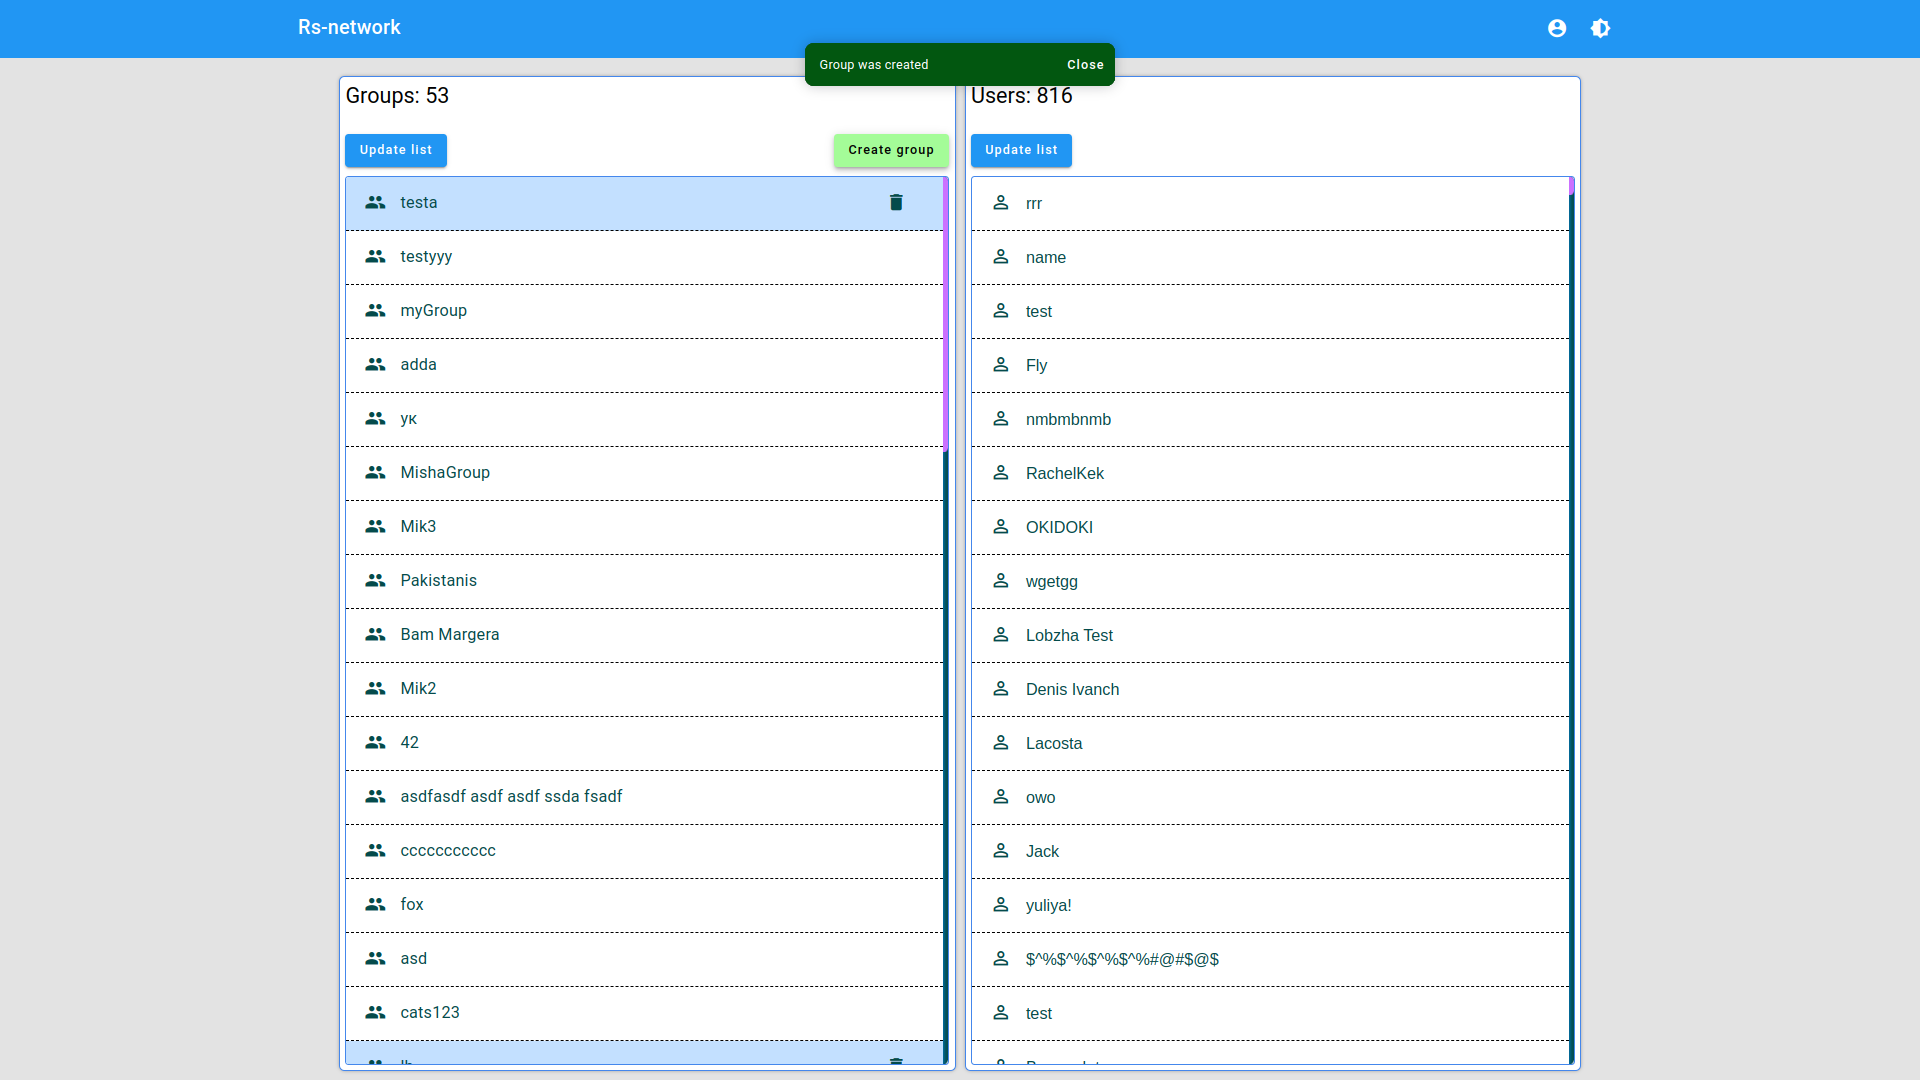 Rs-network
Group was created
Close
Groups: 53
Update list
Create group
testa
testyyy
myGroup
adda
ук
MishaGroup
Mik3
Pakistanis
Bam Margera
Mik2
42
asdfasdf asdf asdf ssda fsadf
ccccccccccc
fox
asd
cats123
Users: 816
Update list
rrr
name
test
Fly
nmbmbnmb
RachelKek
OKIDOKI
wgetgg
Lobzha Test
Denis Ivanch
Lacosta
owo
Jack
yuliya!
$^%$^%$^%$^%#@#$@$
test